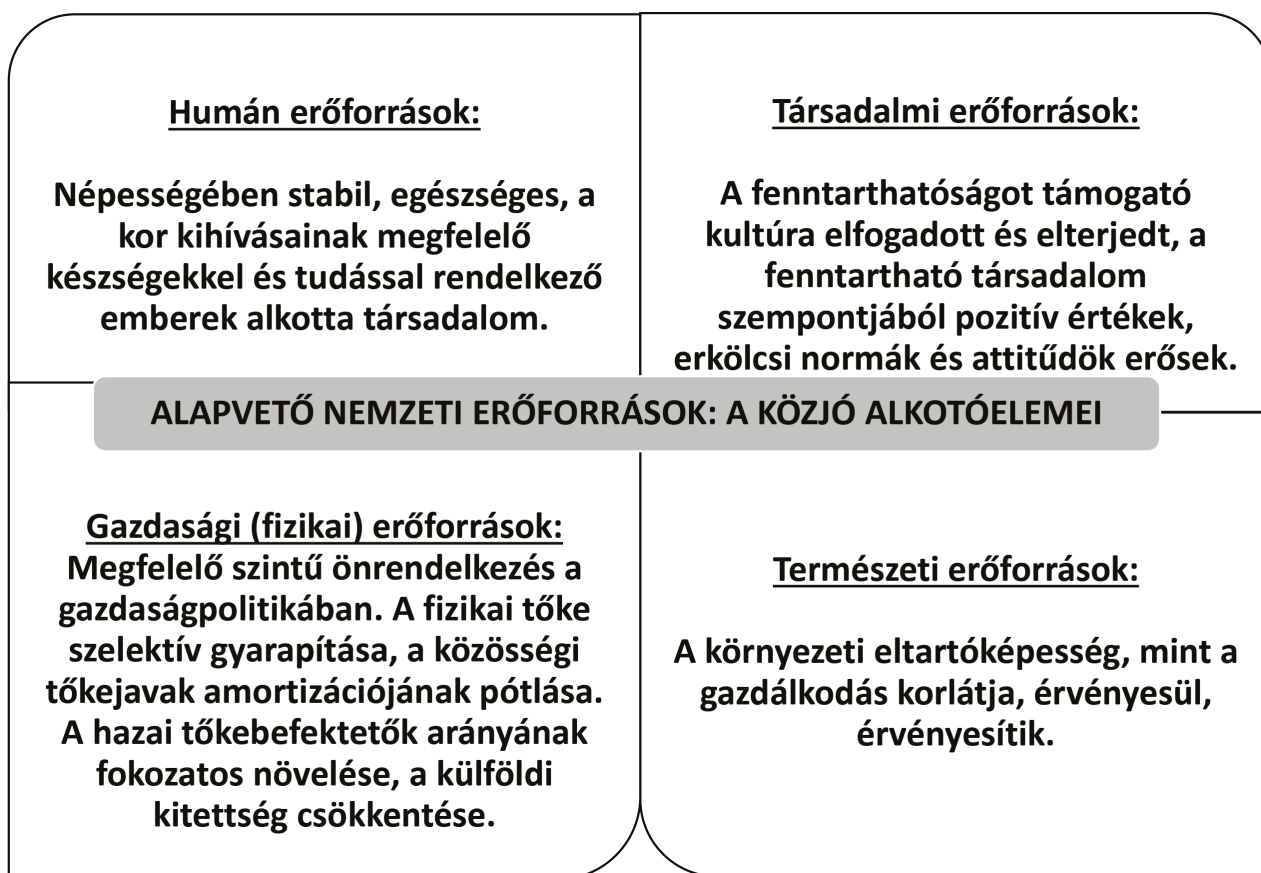 Humán erőforrások:
Népességében stabil, egészséges, a
kor kihívásainak megfelelő
készségekkel és tudással rendelkező
emberek alkotta társadalom.
Társadalmi erőforrások:
A fenntarthatóságot támogató
kultúra elfogadott és elterjedt, a
fenntartható társadalom
szempontjából pozitív értékek,
erkölcsi normák és attitűdök erősek.
ALAPVETŐ NEMZETI ERŐFORRÁSOK: A KÖZJÓ ALKOTÓELEMEI
Gazdasági (fizikai) erőforrások:
Megfelelő szintű önrendelkezés a
gazdaságpolitikában. A fizikai tőke
szelektív gyarapítása, a közösségi
tőkejavak amortizációjának pótlása.
A hazai tőkebefektetők arányának
fokozatos növelése, a külföldi
kitettség csökkentése.
Természeti erőforrások:
A környezeti eltartóképesség, mint a
gazdálkodás korlátja, érvényesül,
érvényesítik.